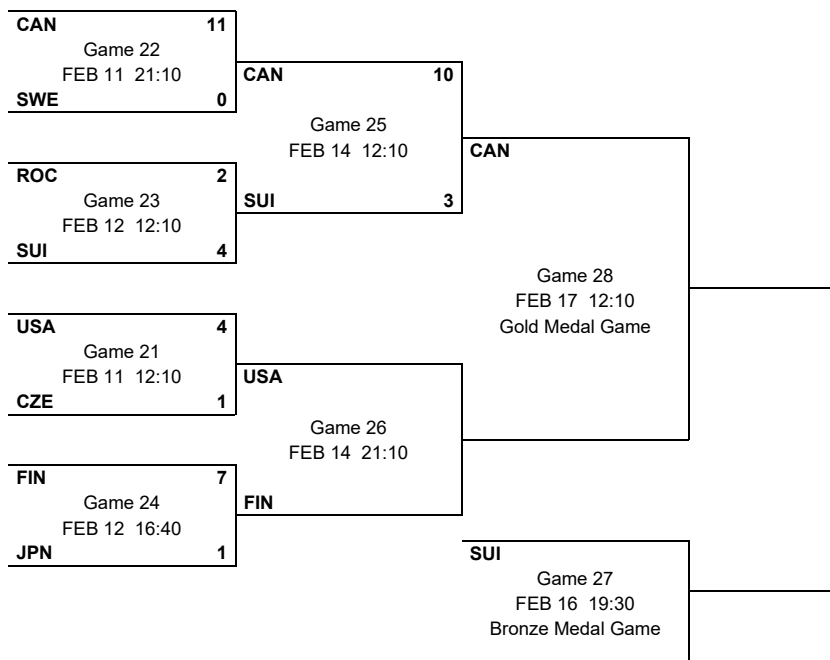 CAN 11
Game 22
FEB 11 21:10
SWE 0
CAN 10
Game 25
FEB 14 12:10
SUI 3
ROC 2
Game 23
FEB 12 12:10
SUI 4
CAN
Game 28
FEB 17 12:10
Gold Medal Game
USA 4
Game 21
FEB 11 12:10
CZE 1
USA
Game 26
FEB 14 21:10
FIN
FIN 7
Game 24
FEB 12 16:40
JPN 1
SUI
Game 27
FEB 16 19:30
Bronze Medal Game